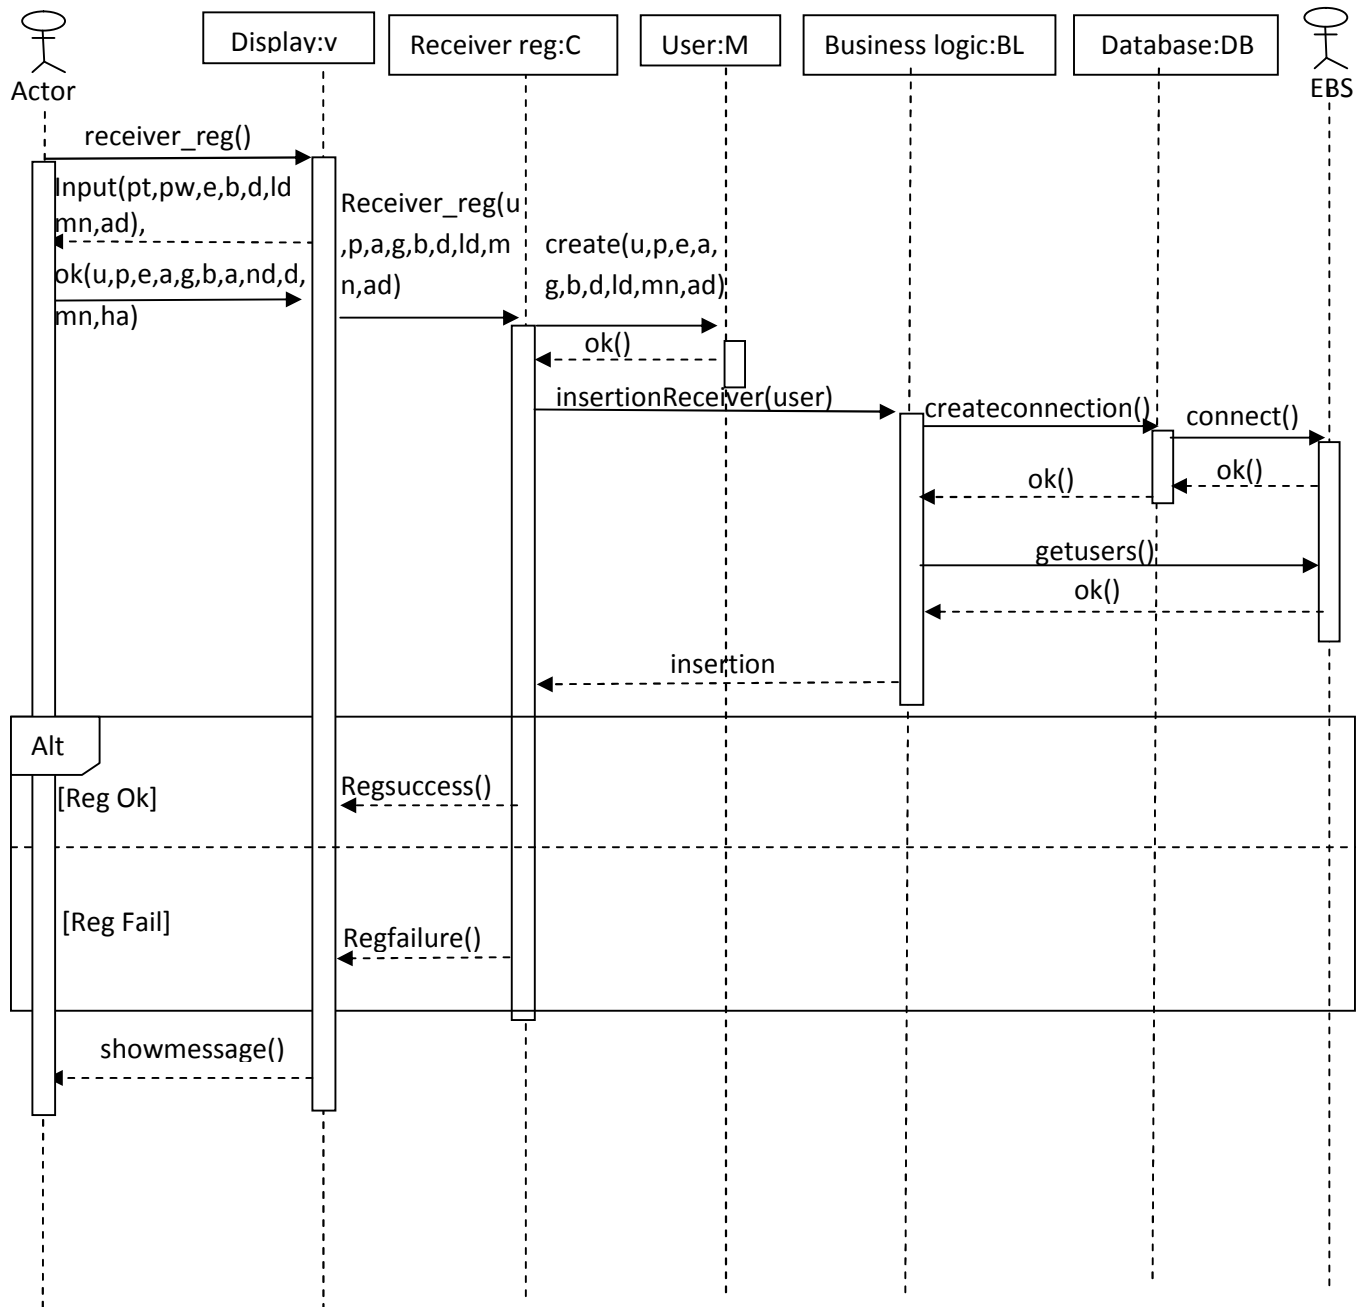 Display:v
Receiver reg:C
User:M
Business logic:BL
Database:DB
Actor
EBS
receiver_reg()
Input(pt,pw,e,b,d,ld
mn,ad),
ok(u,p,e,a,g,b,a,nd,d,
mn,ha)
Receiver_reg(u
,p,a,g,b,d,ld,m
n,ad)
create(u,p,e,a,
g,b,d,ld,mn,ad)
ok()
insertionReceiver(user)
createconnection()
connect()
ok()
ok()
getusers()
ok()
insertion
Alt
[Reg Ok]
Regsuccess()
[Reg Fail]
Regfailure()
showmessage()